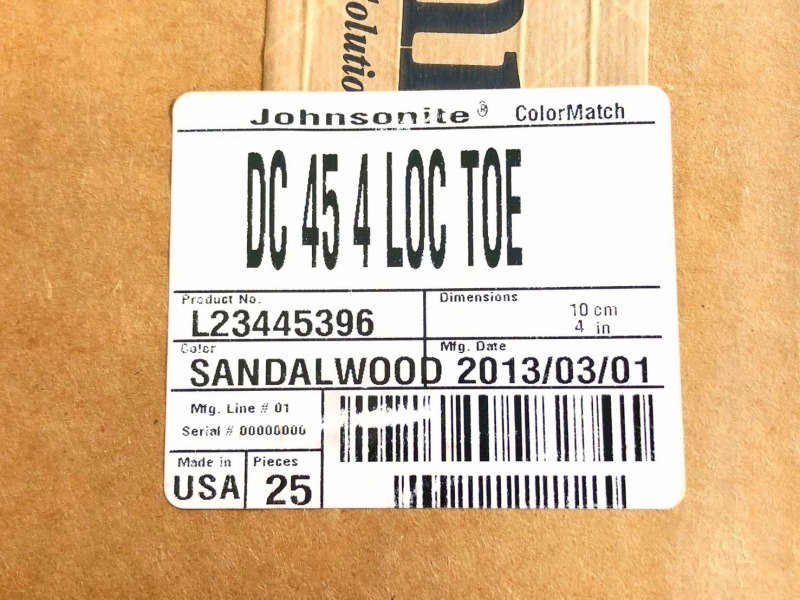 Johnsonite® ColorMatch
DC 45 4 LOC TOE
Product No.
L23445396
Dimensions
10 cm
4 in
Color
SANDALWOOD
Mfg. Date
2013/03/01
Mfg. Line # 01
Serial # 00000000
Made in
USA
Pieces
25